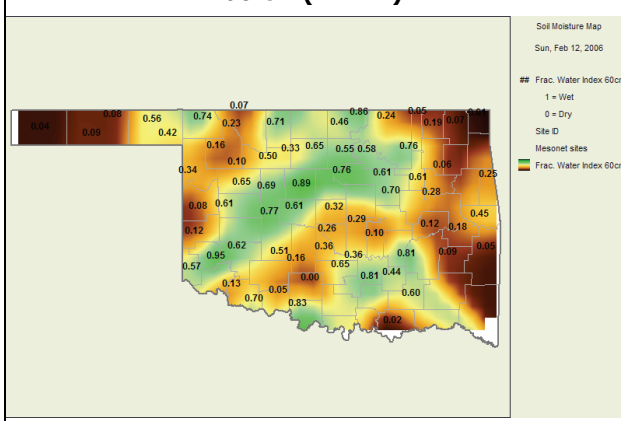 Soil Moisture Map
Sun, Feb 12, 2006
## Frac. Water Index 60cm
1 = Wet
0 = Dry
Site ID
Mesonet sites
Frac. Water Index 60cm
0.07
0.08 0.56 0.74 0.23 0.71 0.46 0.86 0.24 0.05 0.19 0.07 0.01
0.04 0.09 0.42
0.16 0.33 0.65 0.55 0.58 0.76
0.34 0.10 0.50 0.76 0.61 0.61 0.06 0.25
0.65 0.69 0.89 0.70 0.28
0.08 0.61 0.77 0.61 0.32 0.45
0.12 0.26 0.29 0.10 0.12 0.18
0.62 0.51 0.36 0.05
0.95 0.16 0.36 0.81 0.09
0.57 0.65
0.13 0.00 0.81 0.44
0.70 0.05 0.83 0.60
0.02